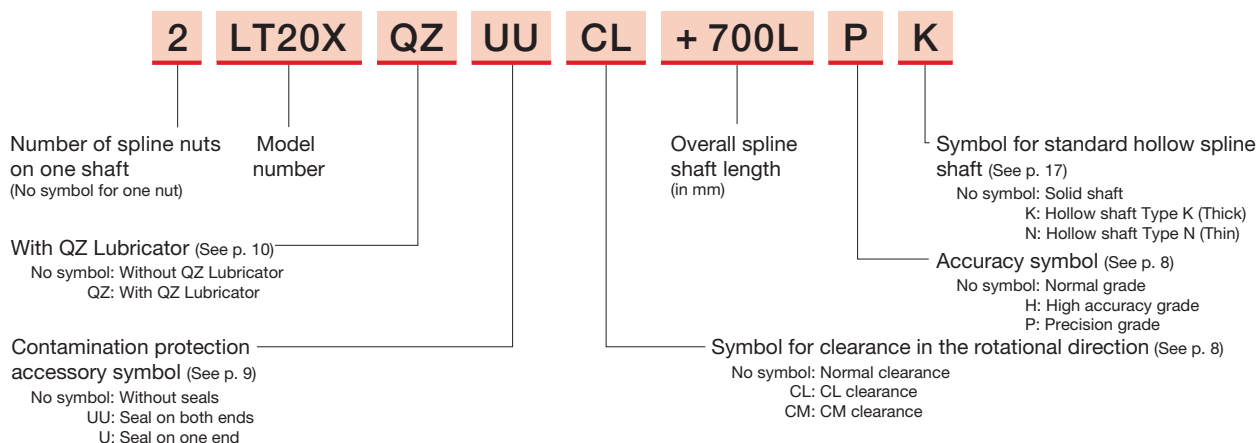 2 LT20X QZ UU CL + 700L P K
Number of spline nuts
on one shaft
(No symbol for one nut)
Model
number
Overall spline
shaft length
(in mm)
Symbol for standard hollow spline
shaft (See p. 17)
No symbol: Solid shaft
K: Hollow shaft Type K (Thick)
N: Hollow shaft Type N (Thin)
With QZ Lubricator (See p. 10)
No symbol: Without QZ Lubricator
QZ: With QZ Lubricator
Accuracy symbol (See p. 8)
No symbol: Normal grade
H: High accuracy grade
P: Precision grade
Contamination protection
accessory symbol (See p. 9)
No symbol: Without seals
UU: Seal on both ends
U: Seal on one end
Symbol for clearance in the rotational direction (See p. 8)
No symbol: Normal clearance
CL: CL clearance
CM: CM clearance